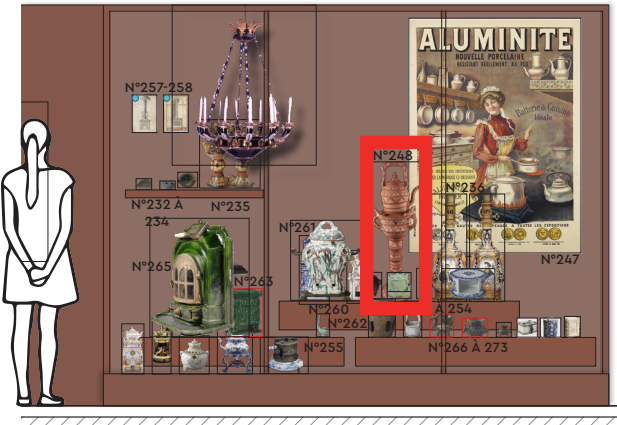 ALUMINITE
NOUVELLE PORCELAINE
RÉSISTANT RÉELLEMENT AU FEU
N°257-258
Batterie de Cuisine
Idéale
N°248
N°236
N°232 À
234
N°235
N°261
N°247
N°265
N°263
N°260
N°262
À 254
N°255
N°266 À 273